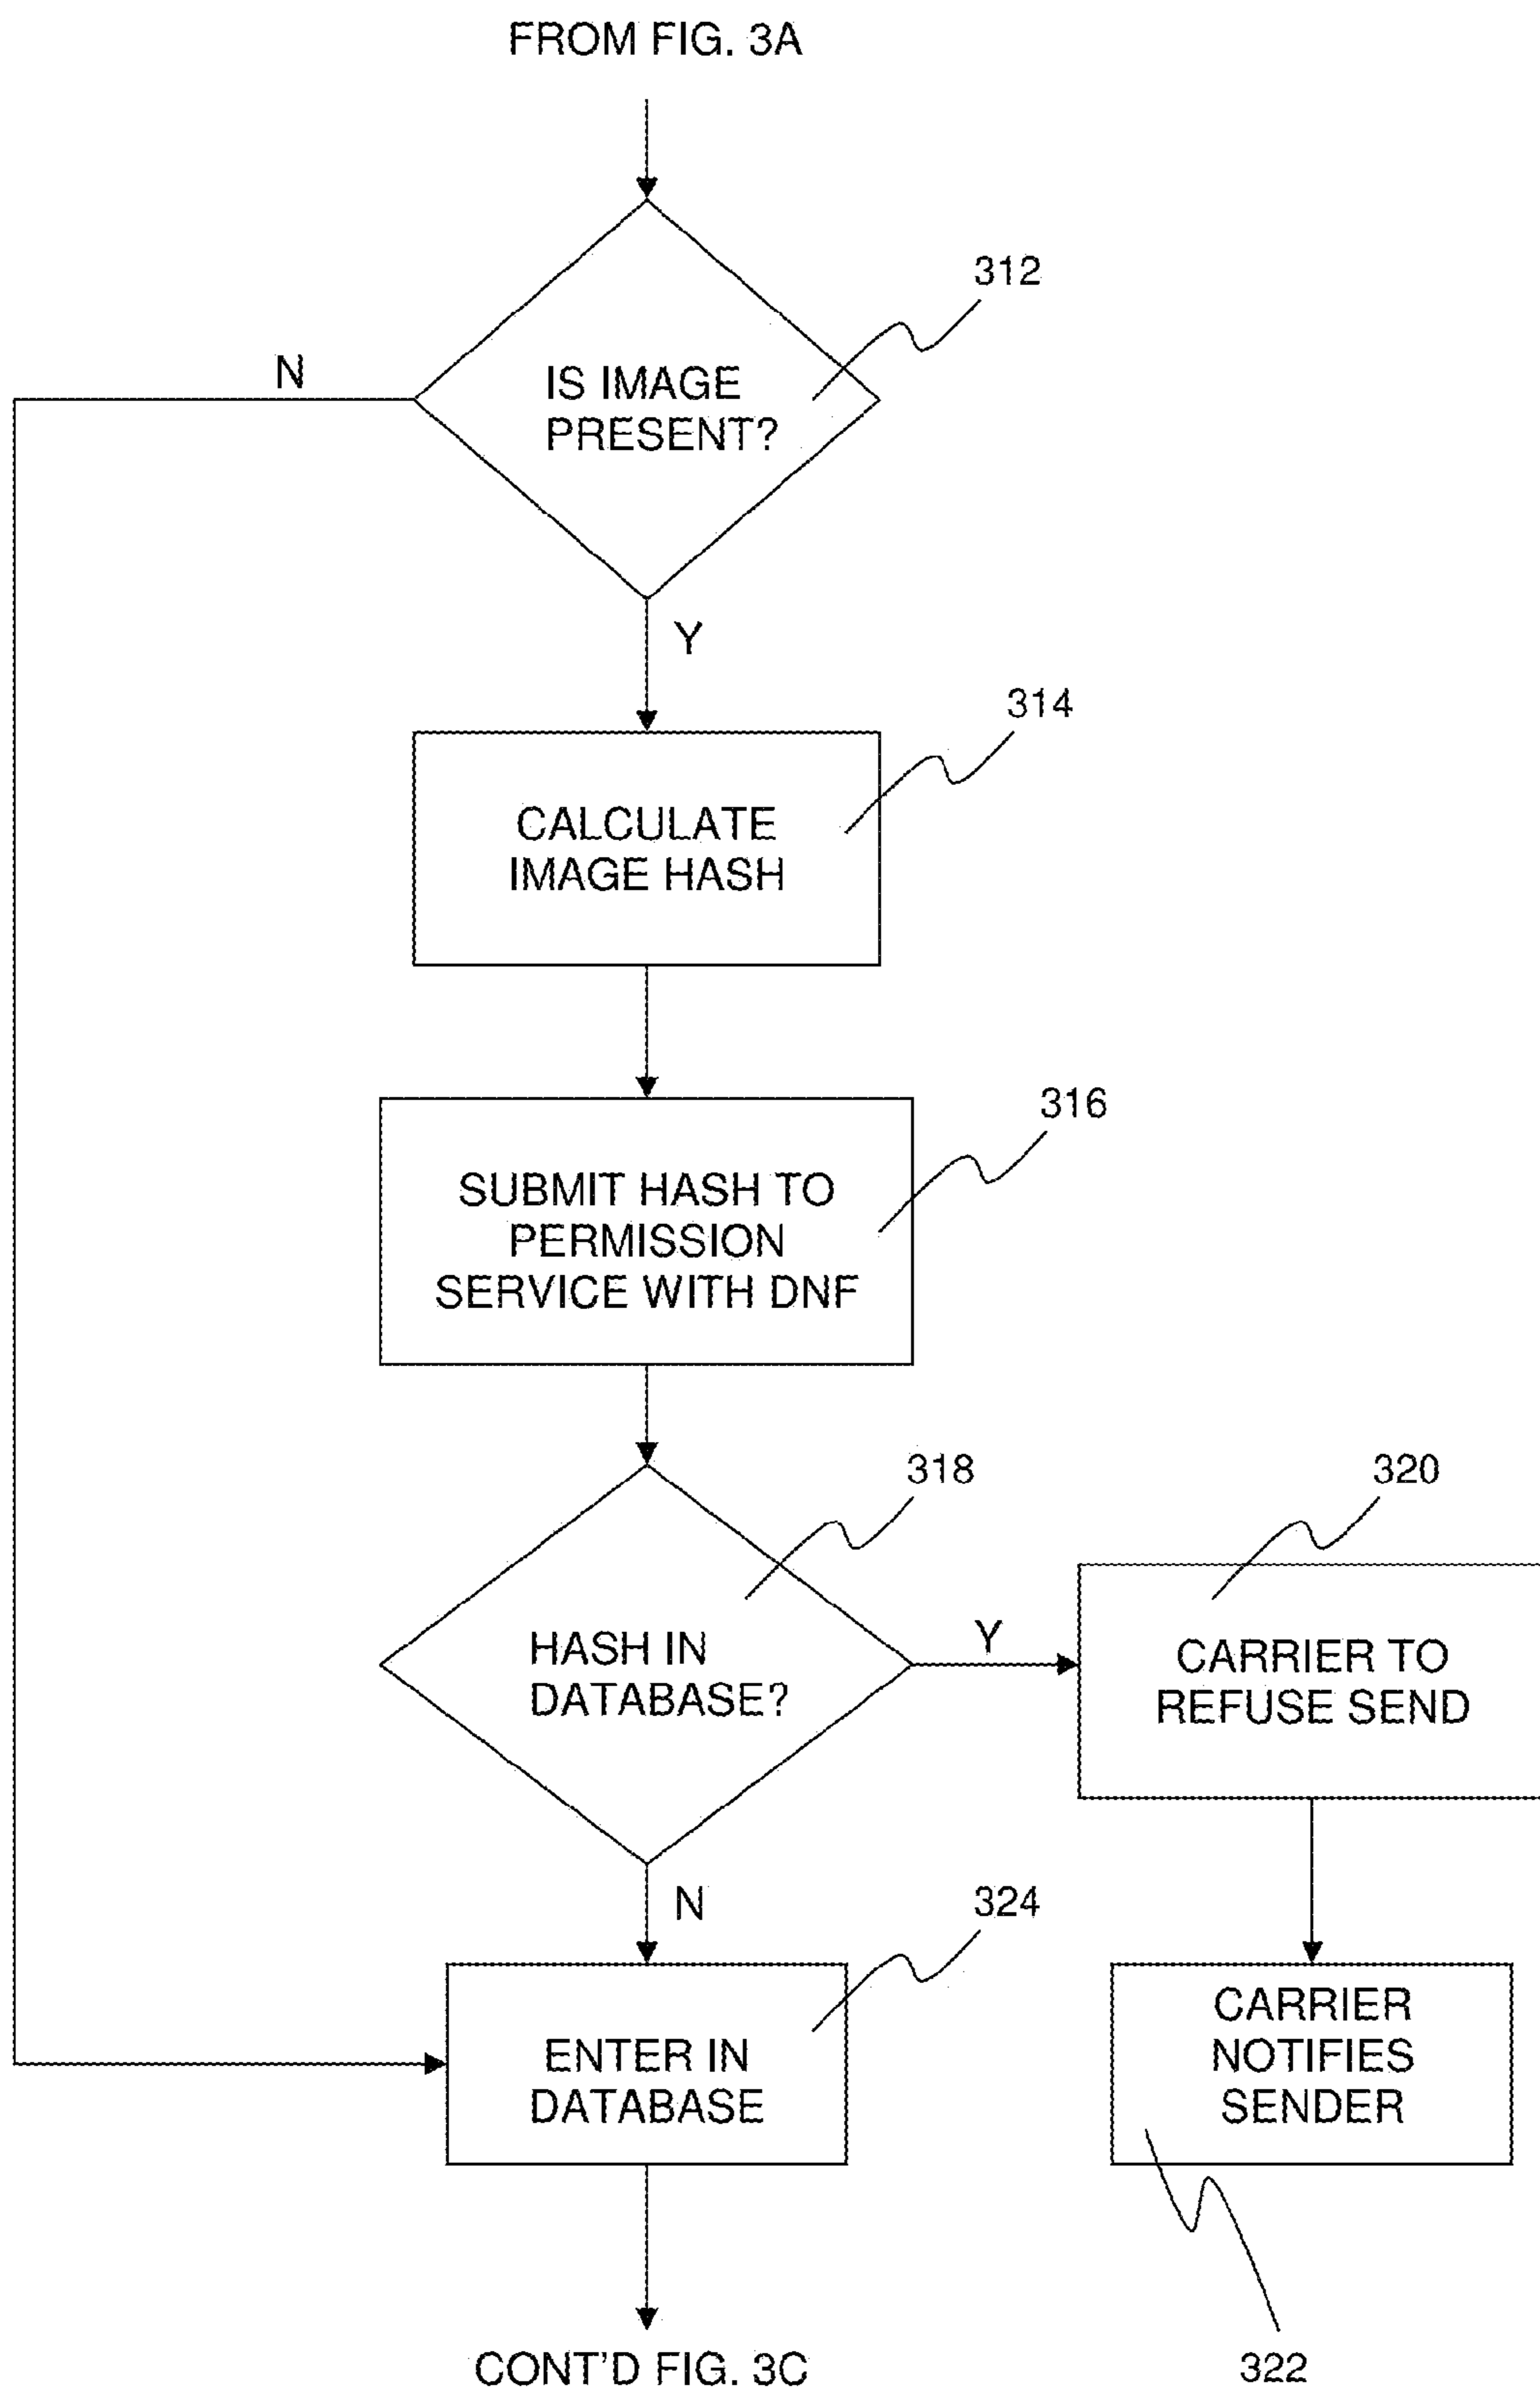 FROM FIG. 3A
312
N
IS IMAGE
PRESENT?
Y
314
CALCULATE
IMAGE HASH
316
SUBMIT HASH TO
PERMISSION
SERVICE WITH DNF
318
320
HASH IN
DATABASE?
Y
CARRIER TO
REFUSE SEND
N
324
ENTER IN
DATABASE
CARRIER
NOTIFIES
SENDER
CONT'D FIG. 3C
322